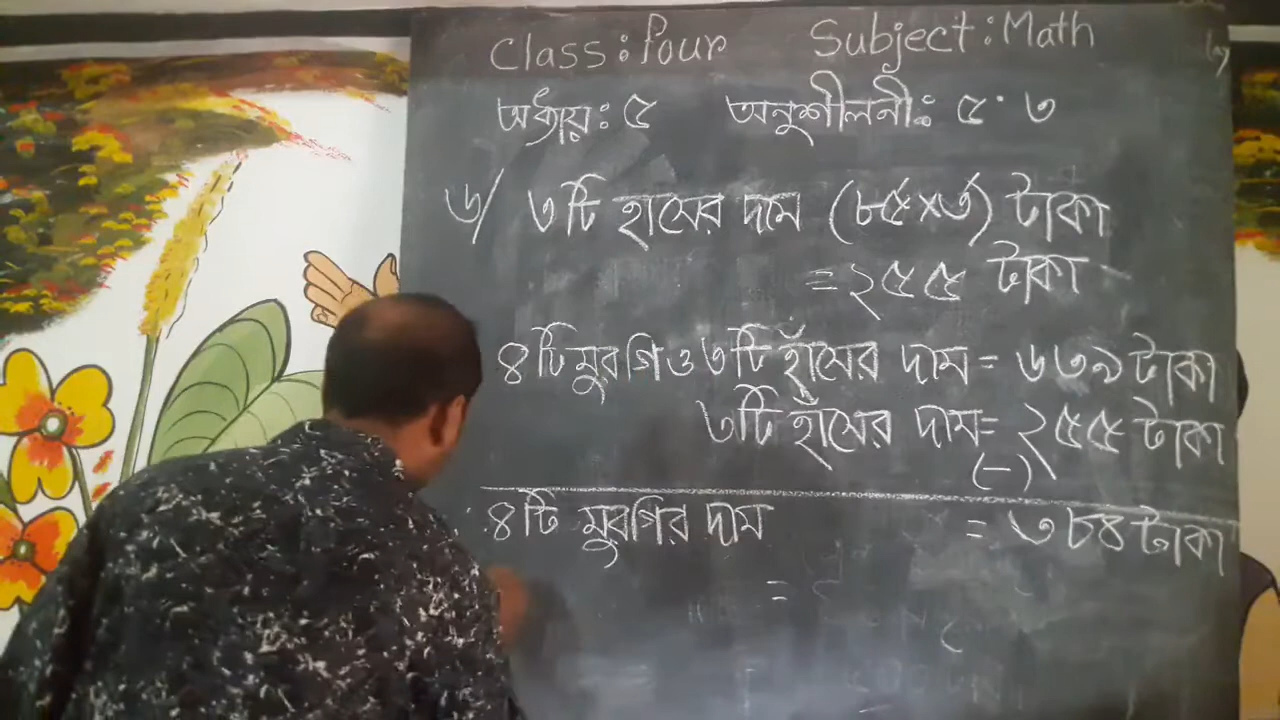 Class: Four Subject: Math
অধ্যায়: ৫ অনুশীলনী: ৫.৩
৬/ ৩টি হাসের দাম (৮৫×৩) টাকা
= ২৫৫ টাকা
৪টি মুরগি ও ৩টি হাঁসের দাম = ৬৩৯ টাকা
৩টি হাঁসের দাম = ২৫৫ টাকা
(-)
৪টি মুরগির দাম = ৩৮৪ টাকা
=